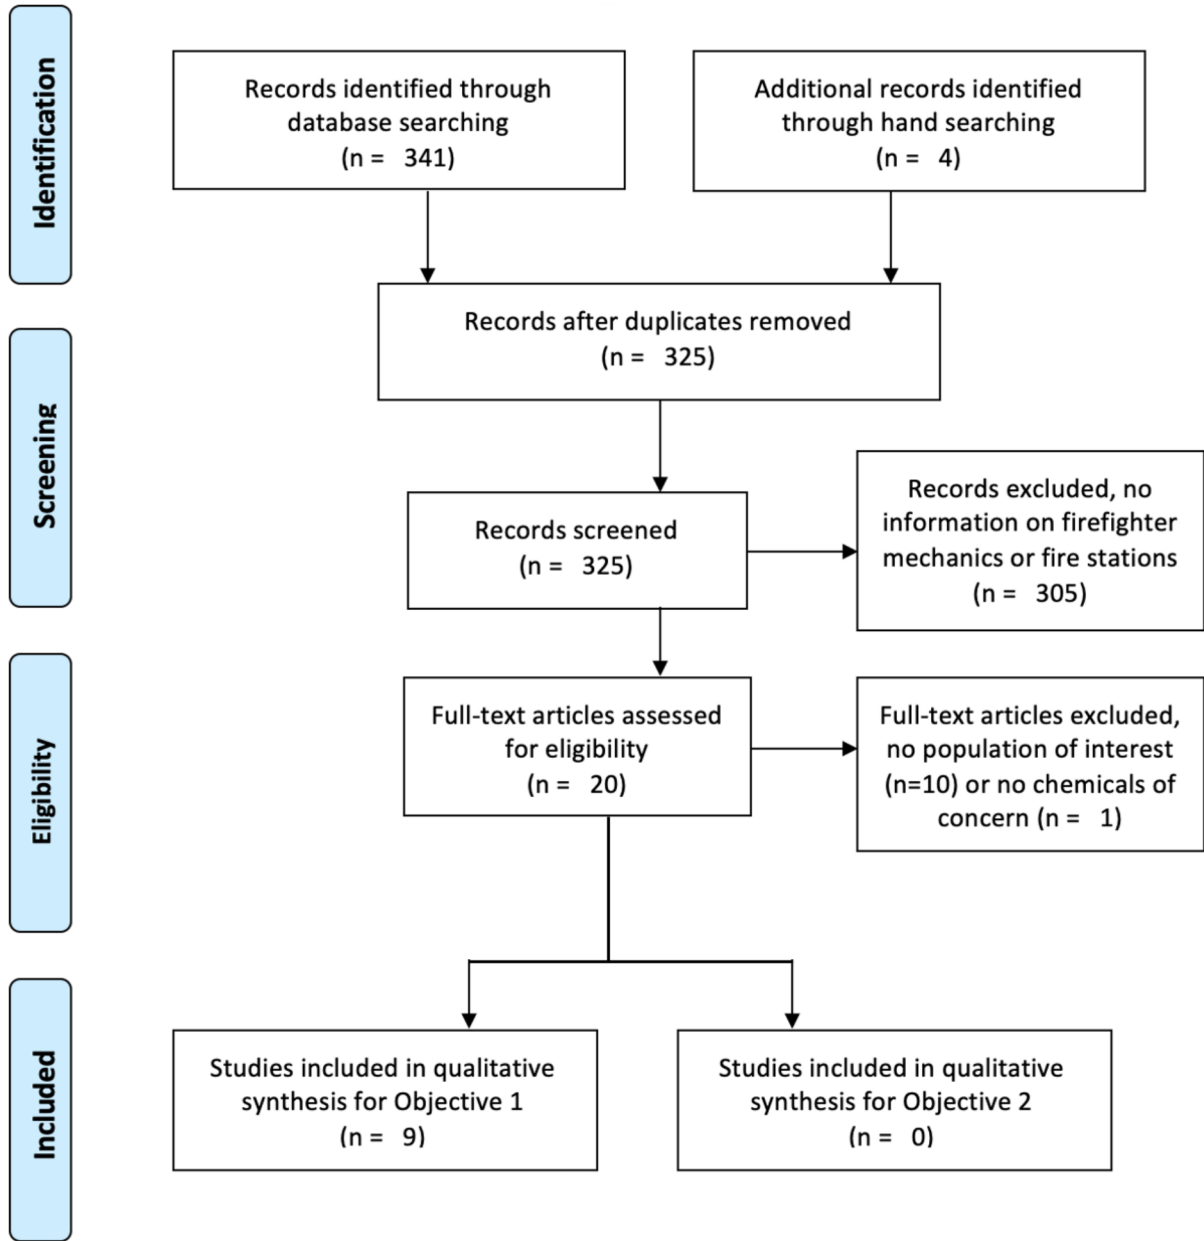 Identification
Records identified through
database searching
(n = 341)
Additional records identified
through hand searching
(n = 4)
Records after duplicates removed
(n = 325)
Screening
Records screened
(n = 325)
Records excluded, no
information on firefighter
mechanics or fire stations
(n = 305)
Eligibility
Full-text articles assessed
for eligibility
(n = 20)
Full-text articles excluded,
no population of interest
(n=10) or no chemicals of
concern (n = 1)
Included
Studies included in qualitative
synthesis for Objective 1
(n = 9)
Studies included in qualitative
synthesis for Objective 2
(n = 0)